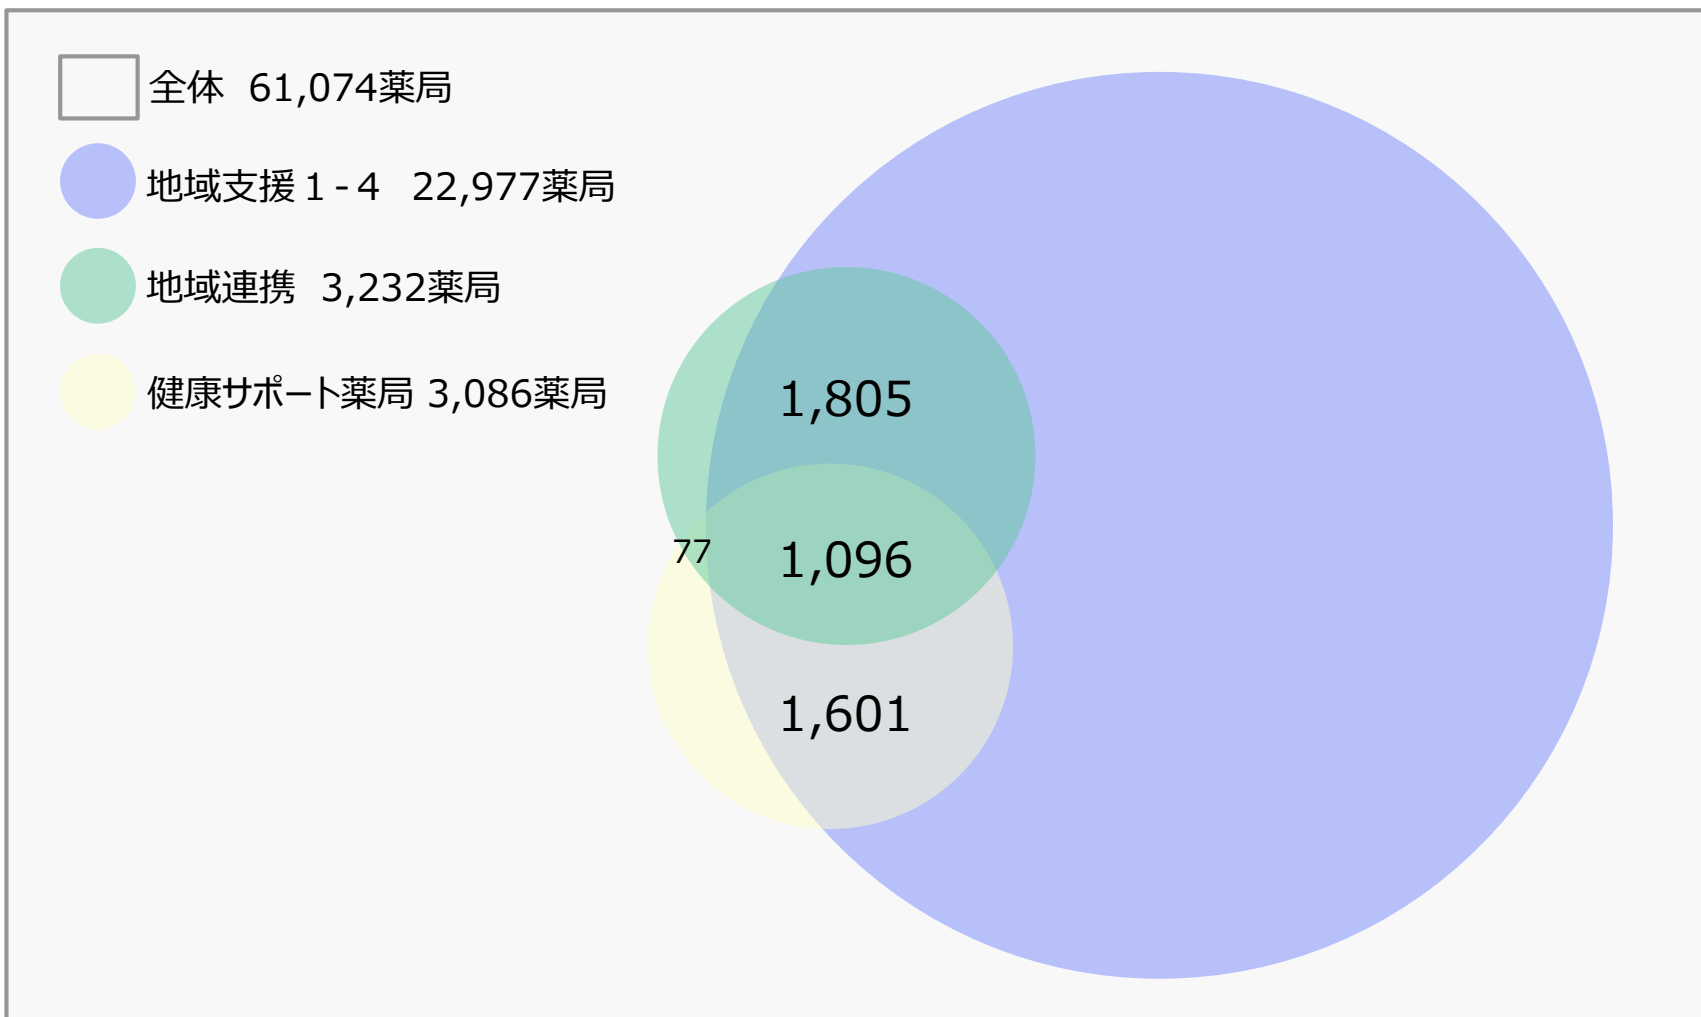 全体 61,074薬局
地域支援１-４ 22,977薬局
地域連携 3,232薬局
健康サポート薬局 3,086薬局
1,805
77
1,096
1,601